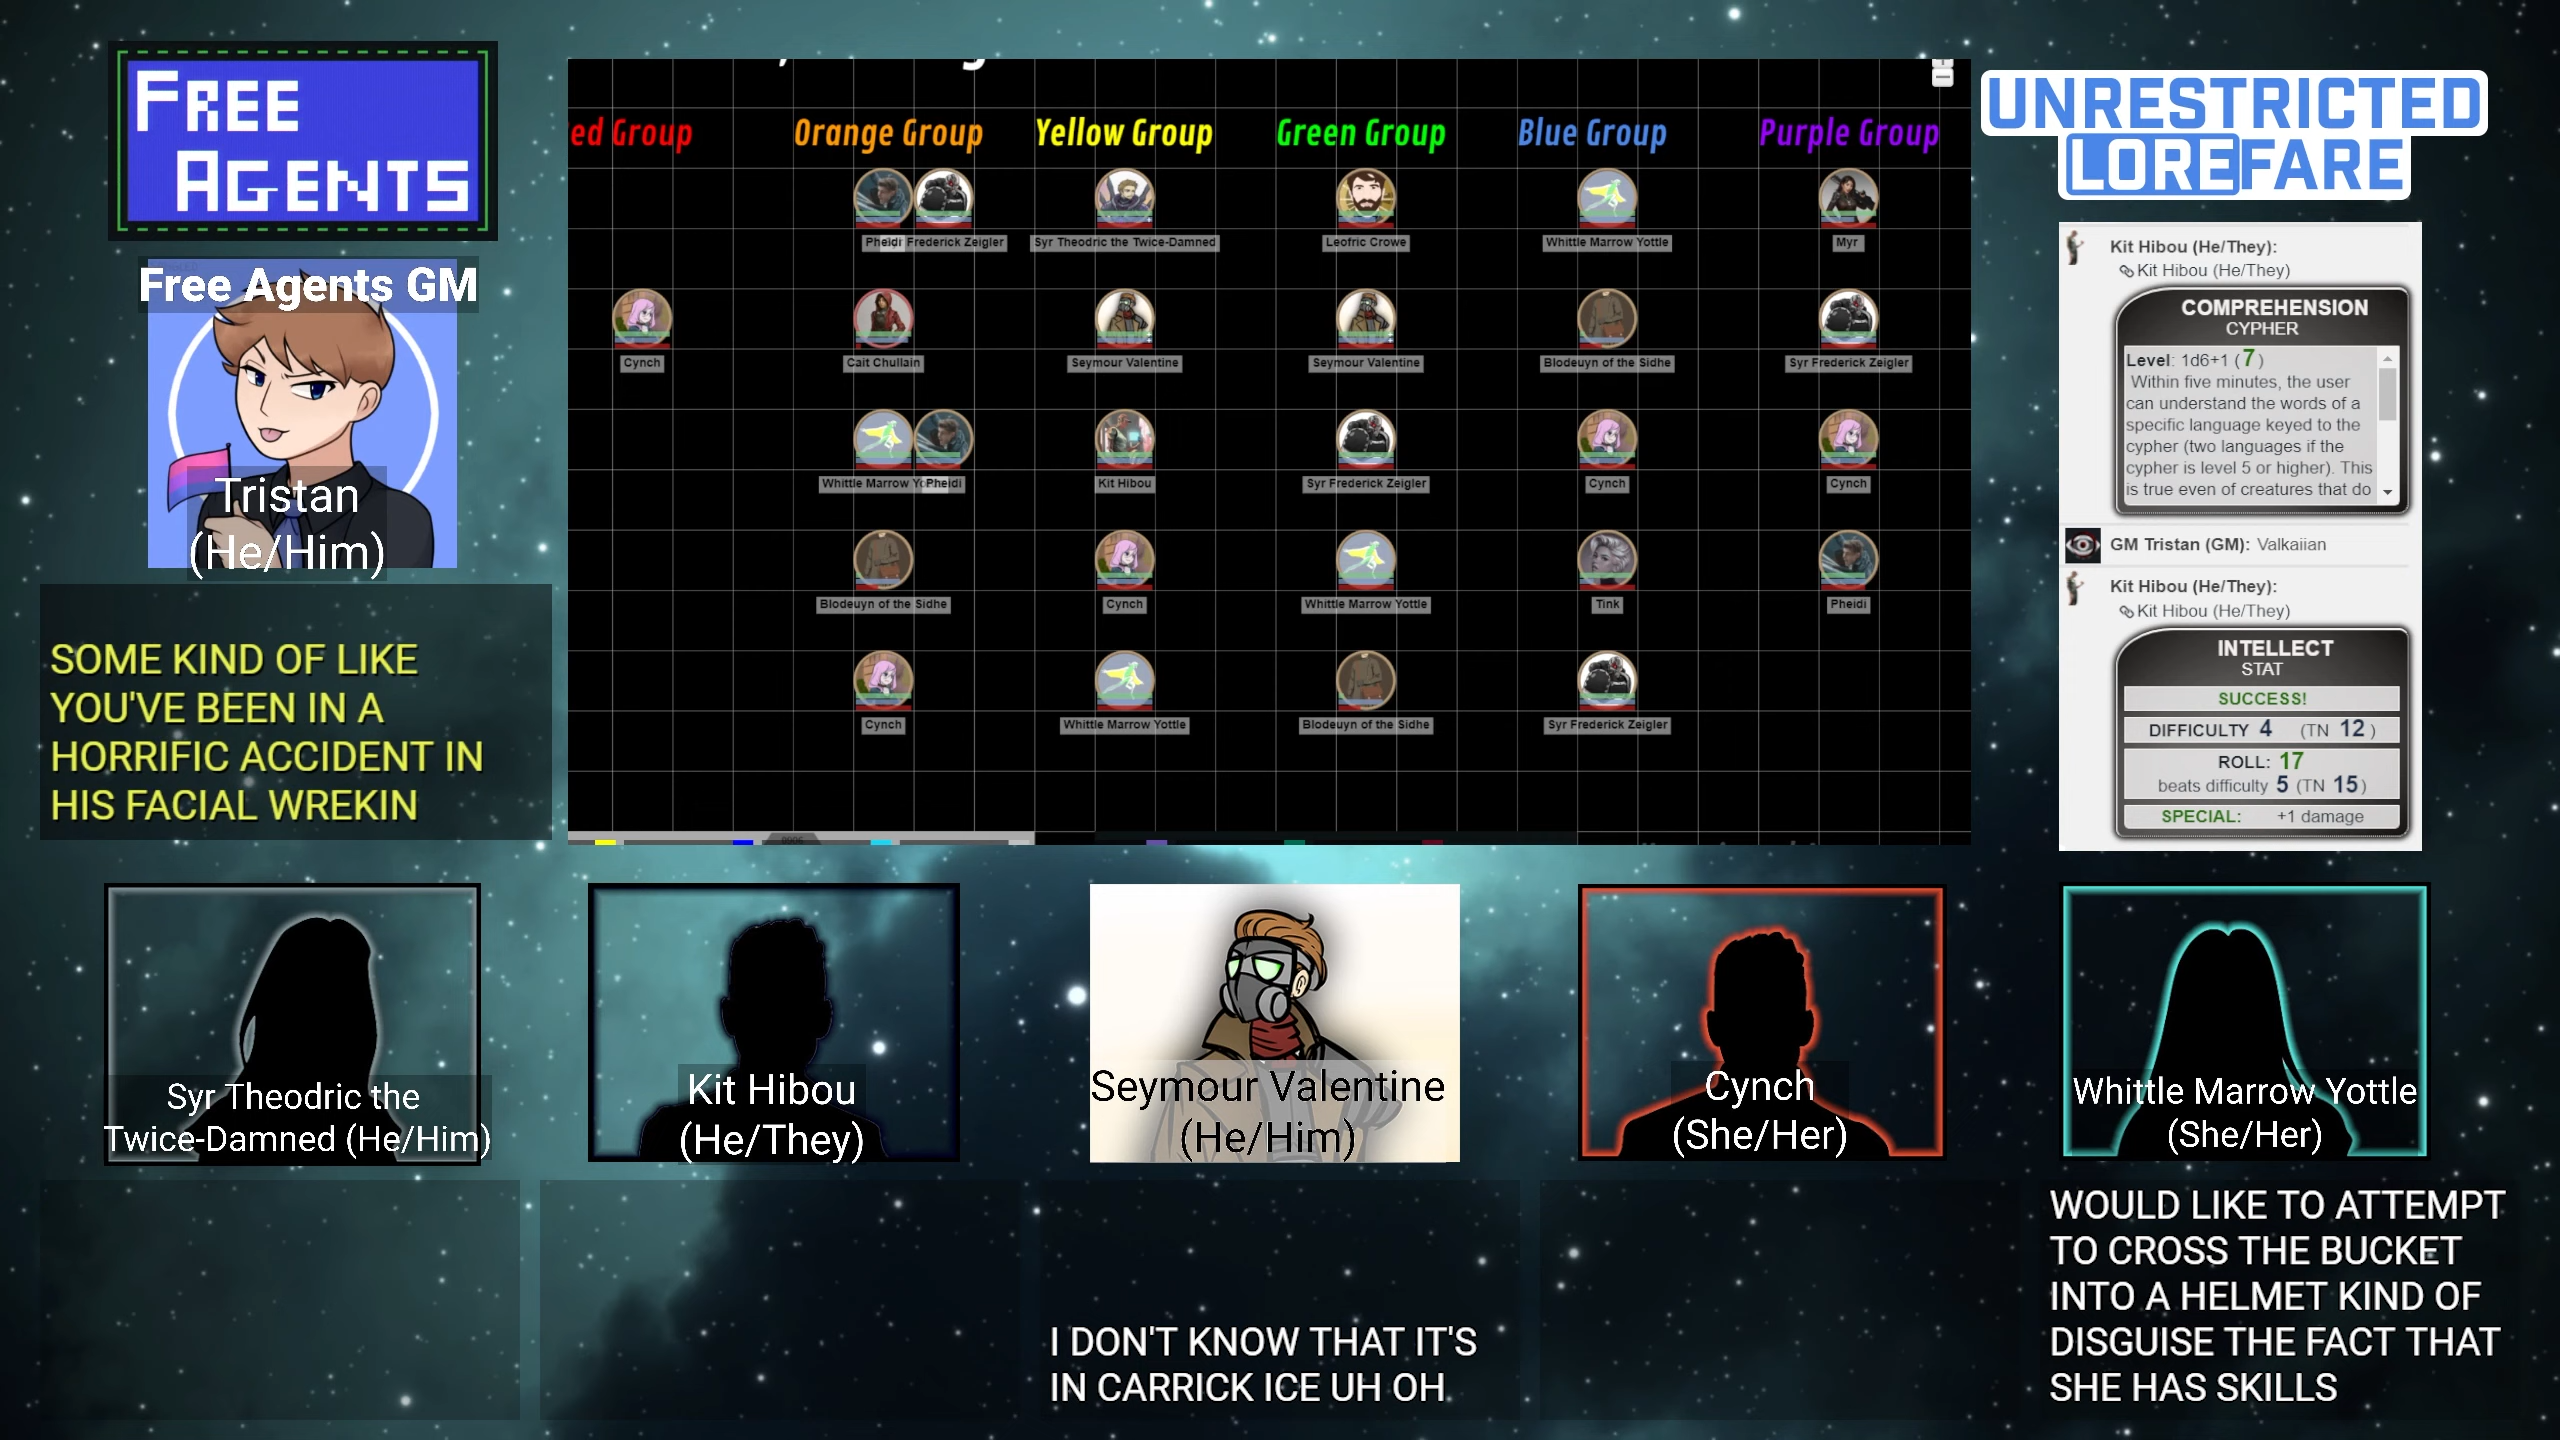 FREE
AGENTS
Free Agents GM
Tristan
(He/Him)
SOME KIND OF LIKE
YOU'VE BEEN IN A
HORRIFIC ACCIDENT IN
HIS FACIAL WREKIN
ed Group
Orange Group
Yellow Group
Green Group
Blue Group
Purple Group
Pheidi
Frederick Zeigler
Syr Theodric the Twice-Damned
Leofric Crowe
Whittle Marrow Yottle
Myr
Cynch
Cait Chullain
Seymour Valentine
Seymour Valentine
Blodeuyn of the Sidhe
Syr Frederick Zeigler
Whittle Marrow Yo
Pheidi
Kit Hibou
Syr Frederick Zeigler
Cynch
Cynch
Blodeuyn of the Sidhe
Cynch
Whittle Marrow Yottle
Tink
Pheidi
Cynch
Whittle Marrow Yottle
Blodeuyn of the Sidhe
Syr Frederick Zeigler
UNRESTRICTED
LOREFARE
Kit Hibou (He/They):
Kit Hibou (He/They)
COMPREHENSION
CYPHER
Level: 1d6+1 (7)
Within five minutes, the user
can understand the words of a
specific language keyed to the
cypher (two languages if the
cypher is level 5 or higher). This
is true even of creatures that do
GM Tristan (GM): Valkaiian
Kit Hibou (He/They):
Kit Hibou (He/They)
INTELLECT
STAT
SUCCESS!
DIFFICULTY 4 (TN 12)
ROLL: 17
beats difficulty 5 (TN 15)
SPECIAL: +1 damage
Syr Theodric the
Twice-Damned (He/Him)
Kit Hibou
(He/They)
Seymour Valentine
(He/Him)
Cynch
(She/Her)
Whittle Marrow Yottle
(She/Her)
I DON'T KNOW THAT IT'S
IN CARRICK ICE UH OH
WOULD LIKE TO ATTEMPT
TO CROSS THE BUCKET
INTO A HELMET KIND OF
DISGUISE THE FACT THAT
SHE HAS SKILLS